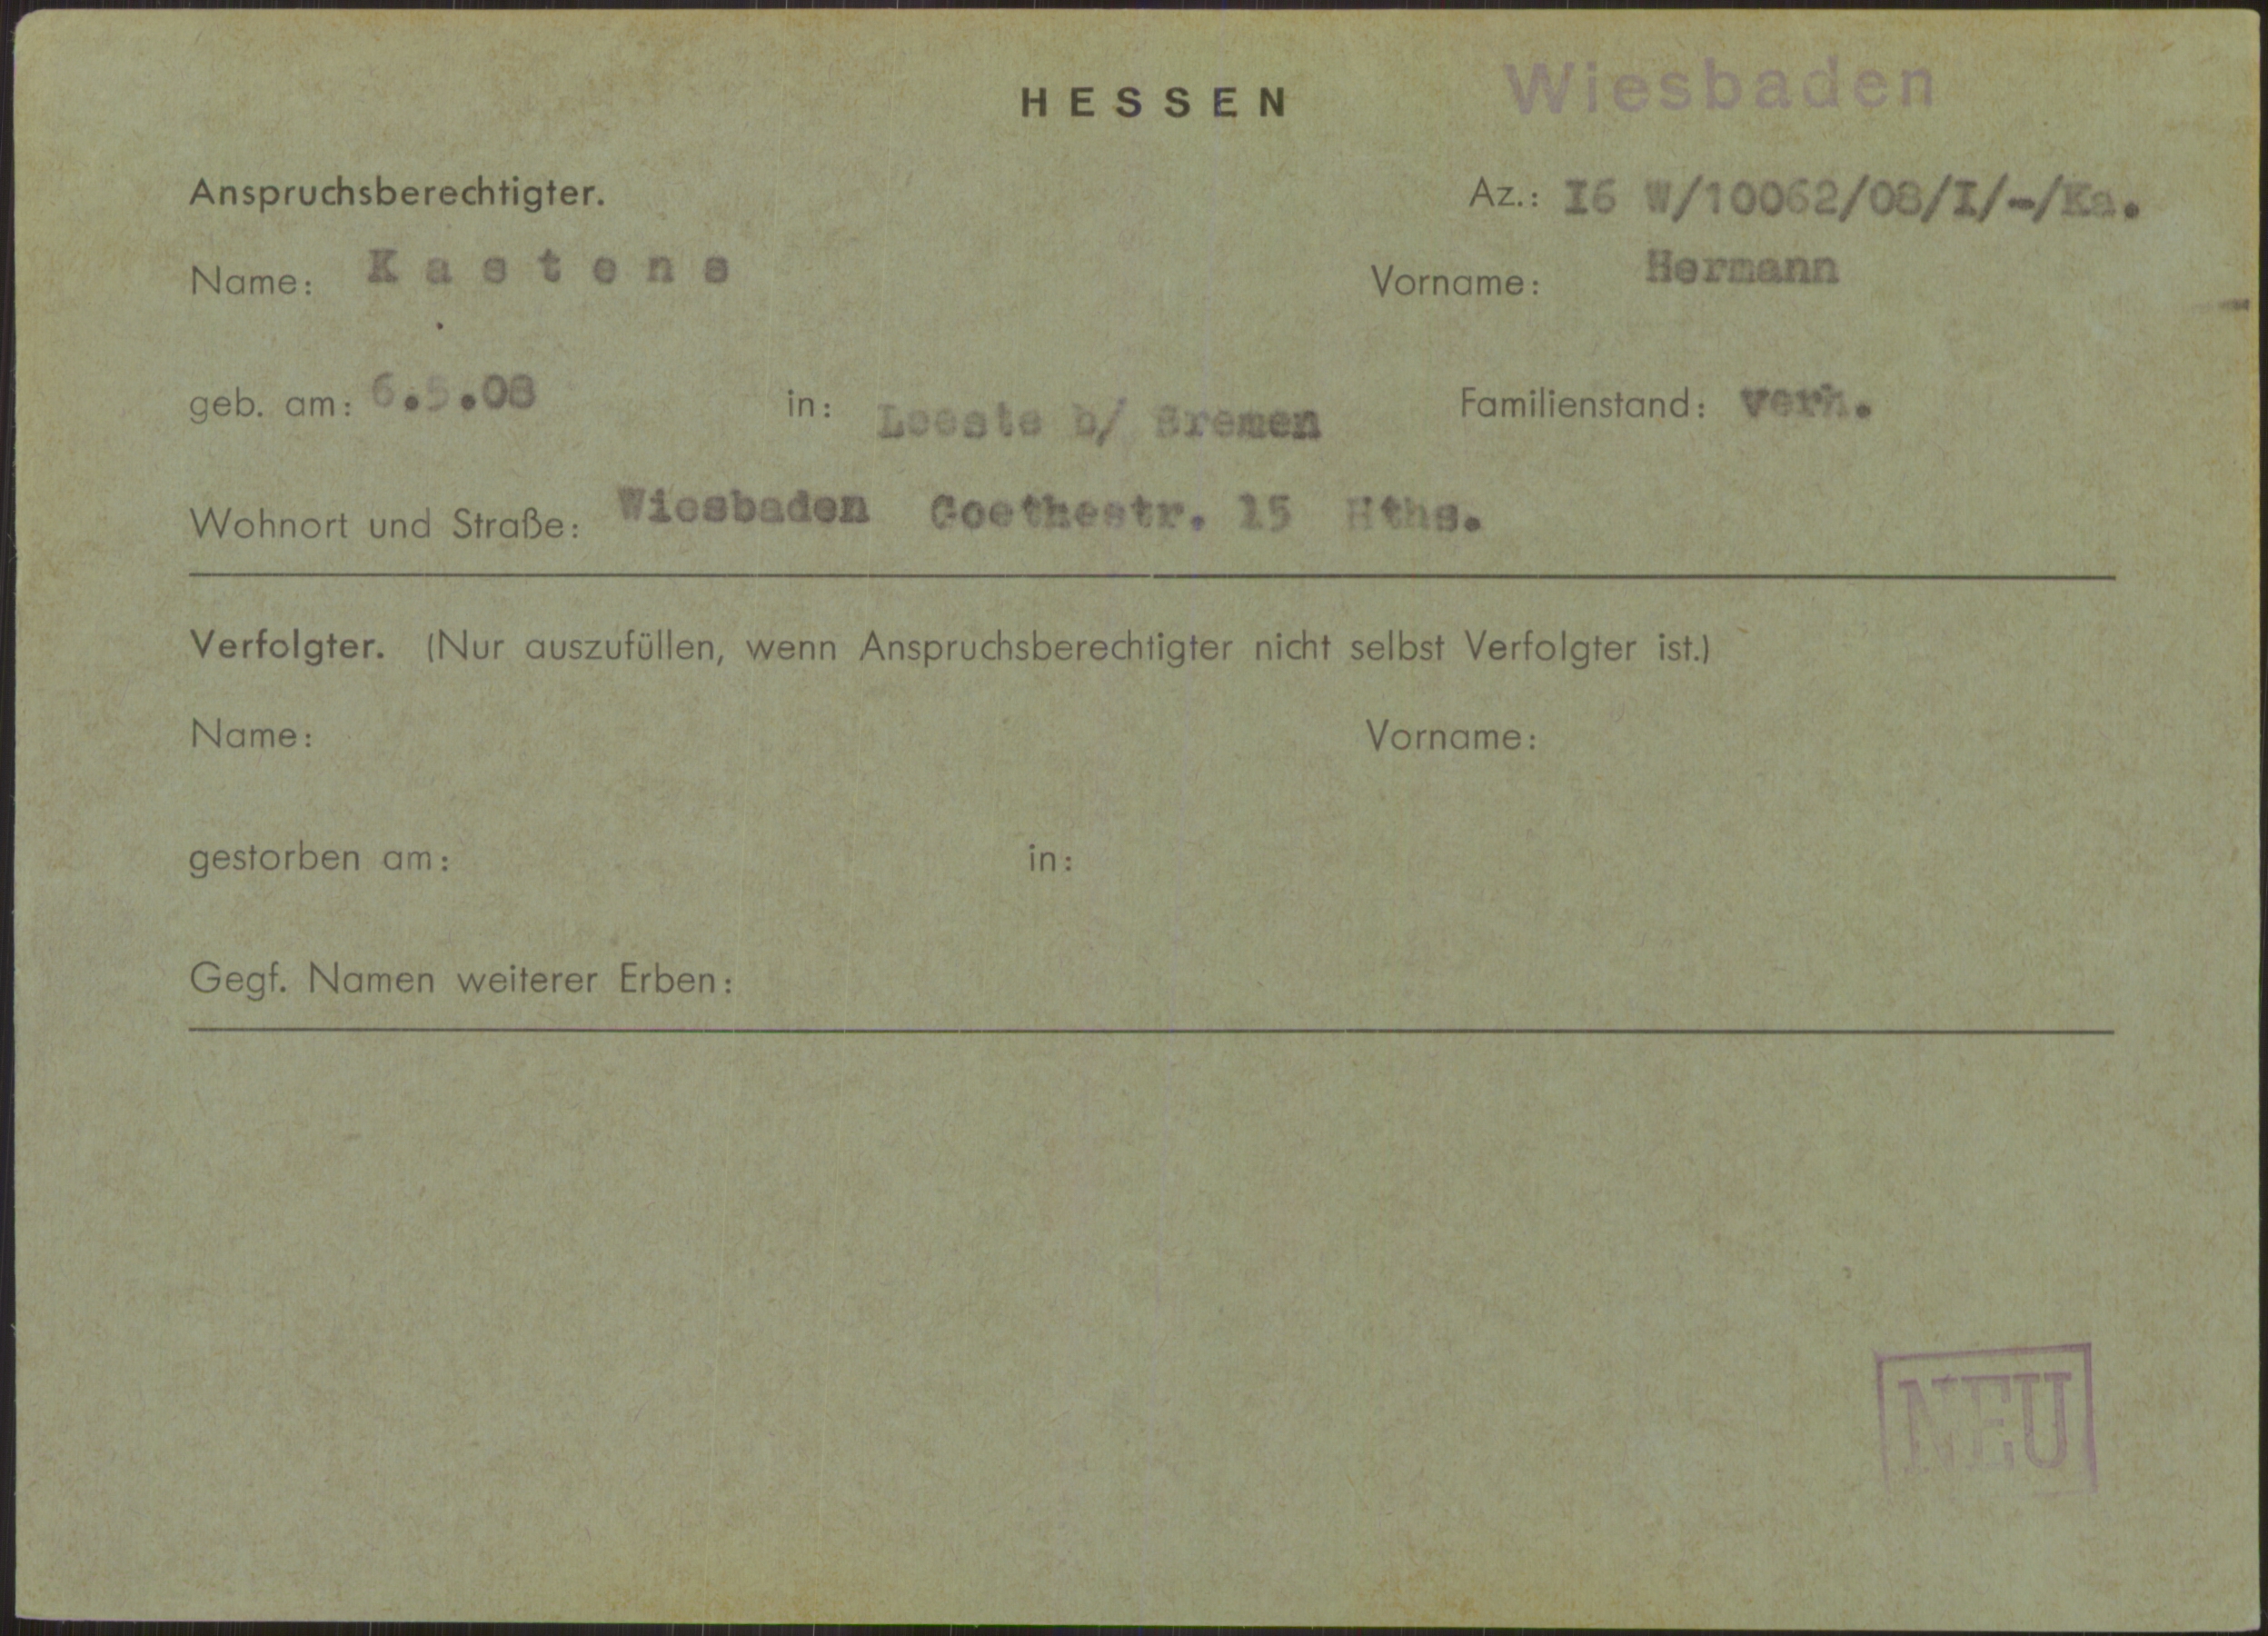 HESSEN Wiesbaden
Anspruchsberechtigter. Az.: I6 W/10062/08/I/-/Ka.
Name: Kastens Vorname: Hermann
geb. am: 6.5.08 in: Leeste b/ Bremen Familienstand: verh.
Wohnort und Straße: Wiesbaden Goethestr. 15 Hths.
Verfolgter. (Nur auszufüllen, wenn Anspruchsberechtigter nicht selbst Verfolgter ist.)
Name: Vorname:
gestorben am: in:
Gegf. Namen weiterer Erben:
NEU